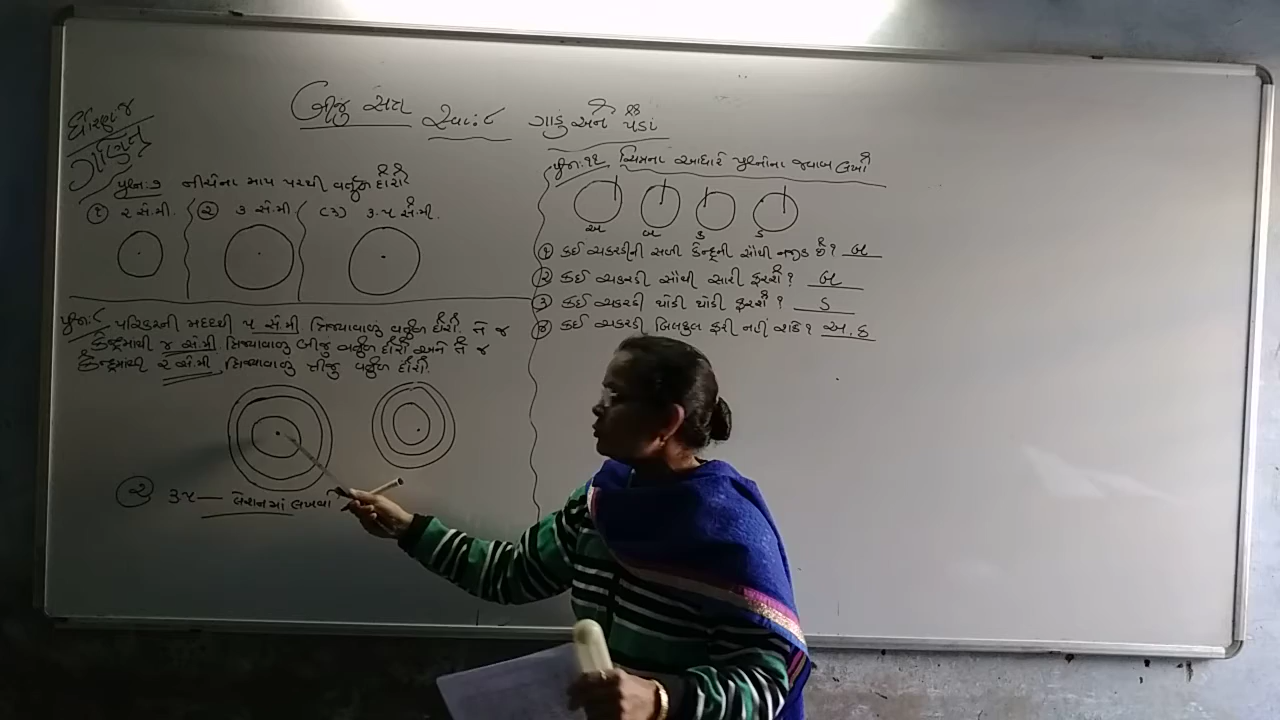 ધોરણ ૪
ગણિત
બીજુ સત્ર સ્વા:૮ ગાડું અને પૈડાં
પ્રશ્ન:૭ નીચેના માપ પરથી વર્તુળ દોરો
૧ ૨ સે.મી. ૨ ૩ સે.મી (૩) ૩.૫ સે.મી.
પ્રશ્ન:૮ પરિકરની મદદથી ૫ સે.મી ત્રિજ્યાવાળુ વર્તુળ દોરો. તે જ
કેન્દ્રમાંથી ૪ સે.મી ત્રિજ્યાવાળુ બીજુ વર્તુળ દોરો અને તે જ
કેન્દ્રમાંથી ૨ સે.મી ત્રિજ્યાવાળુ ત્રીજુ વર્તુળ દોરો.
૨ ૩૫ — લેશનમાં લખવો
પ્રશ્ન:૧૧ ચિત્રના આધારે પ્રશ્નોના જવાબ લખો
અ બ ક ડ
૧ કઈ ચકરડીની સળી કેન્દ્રની સૌથી નજીક છે? બ
૨ કઈ ચકરડી સૌથી સારી ફરશે? બ
૩ કઈ ચકરડી થોડી થોડી ફરશે? ડ
૪ કઈ ચકરડી બિલકુલ ફરી નહીં શકે? અ, ક